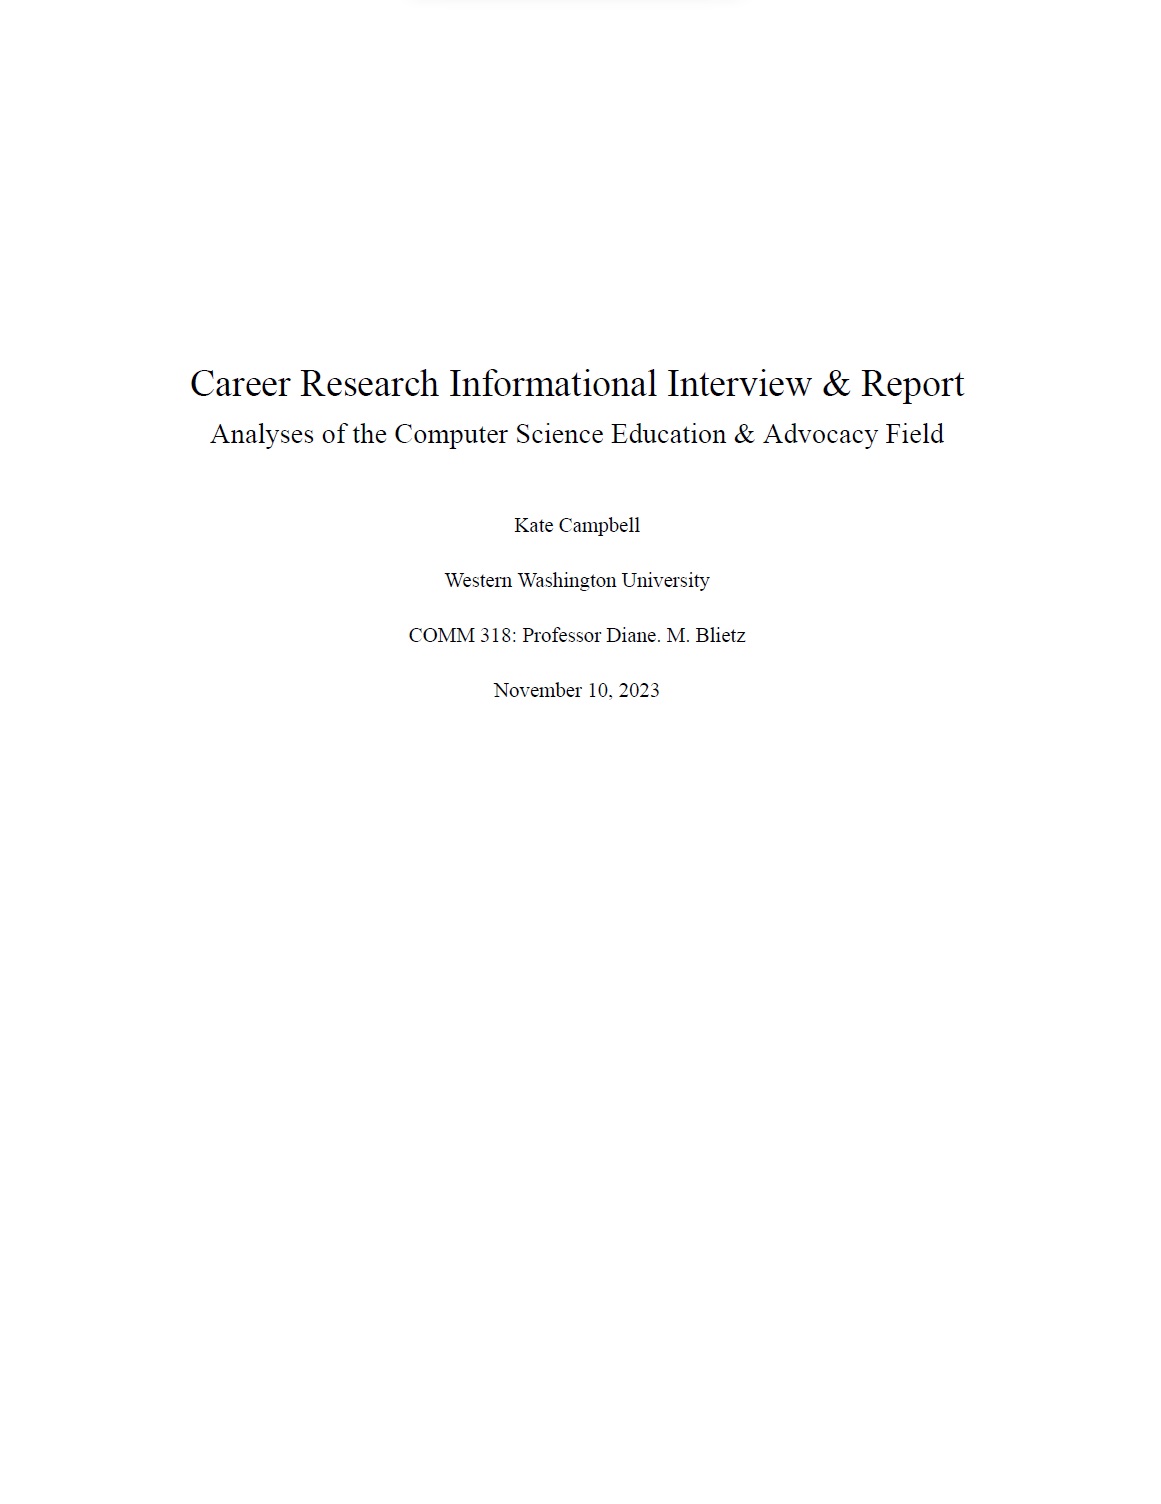 Career Research Informational Interview & Report
Analyses of the Computer Science Education & Advocacy Field
Kate Campbell
Western Washington University
COMM 318: Professor Diane. M. Blietz
November 10, 2023